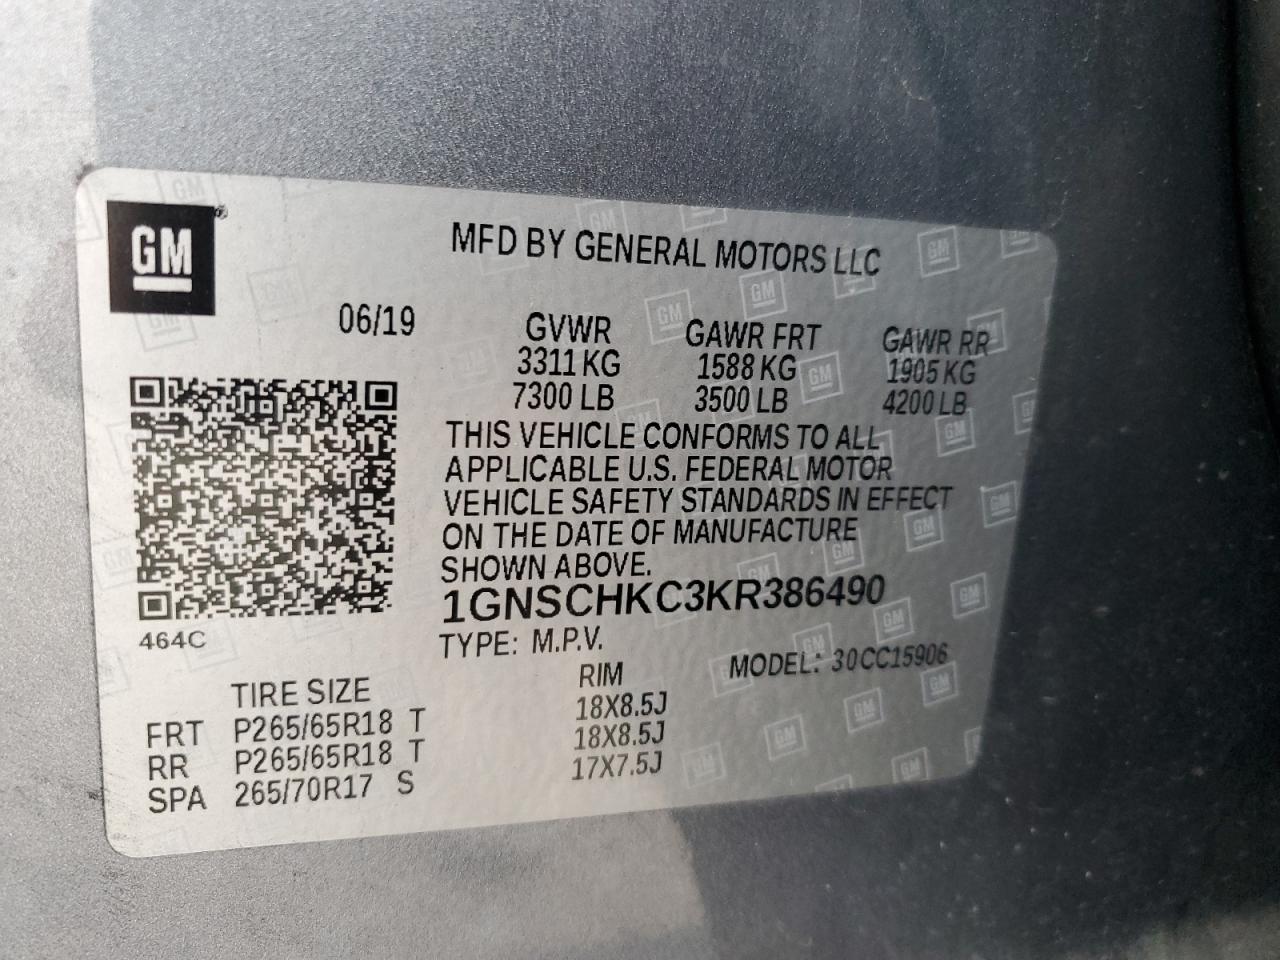 GM®
MFD BY GENERAL MOTORS LLC
06/19 GVWR GAWR FRT GAWR RR
3311 KG 1588 KG 1905 KG
7300 LB 3500 LB 4200 LB
THIS VEHICLE CONFORMS TO ALL
APPLICABLE U.S. FEDERAL MOTOR
VEHICLE SAFETY STANDARDS IN EFFECT
ON THE DATE OF MANUFACTURE
SHOWN ABOVE.
1GNSCHKC3KR386490
464C
TYPE: M.P.V. MODEL: 30CC15906
TIRE SIZE RIM
FRT P265/65R18 T 18X8.5J
RR P265/65R18 T 18X8.5J
SPA 265/70R17 S 17X7.5J